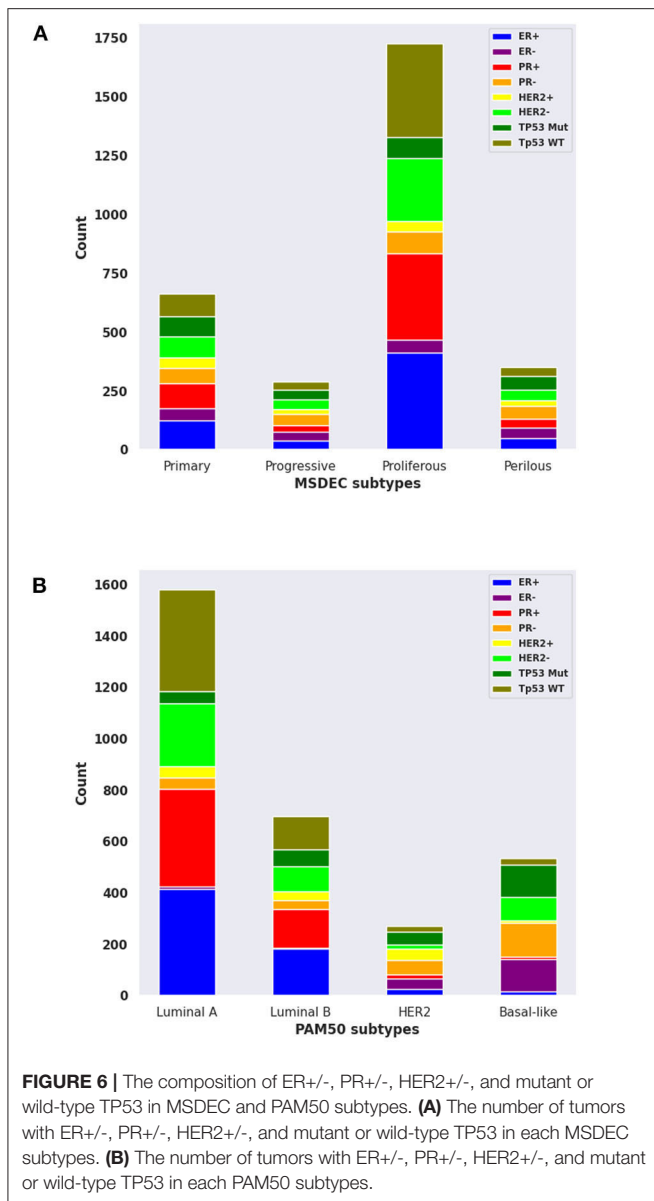 A
1750
1500
1250
1000
750
500
250
0
Count
ER+
ER-
PR+
PR-
HER2+
HER2-
TP53 Mut
Tp53 WT
Primary Progressive Proliferous Perilous
MSDEC subtypes
B
1600
1400
1200
1000
800
600
400
200
0
Count
ER+
ER-
PR+
PR-
HER2+
HER2-
TP53 Mut
Tp53 WT
Luminal A Luminal B HER2 Basal-like
PAM50 subtypes
FIGURE 6 | The composition of ER+/-, PR+/-, HER2+/-, and mutant or
wild-type TP53 in MSDEC and PAM50 subtypes. (A) The number of tumors
with ER+/-, PR+/-, HER2+/-, and mutant or wild-type TP53 in each MSDEC
subtypes. (B) The number of tumors with ER+/-, PR+/-, HER2+/-, and mutant
or wild-type TP53 in each PAM50 subtypes.